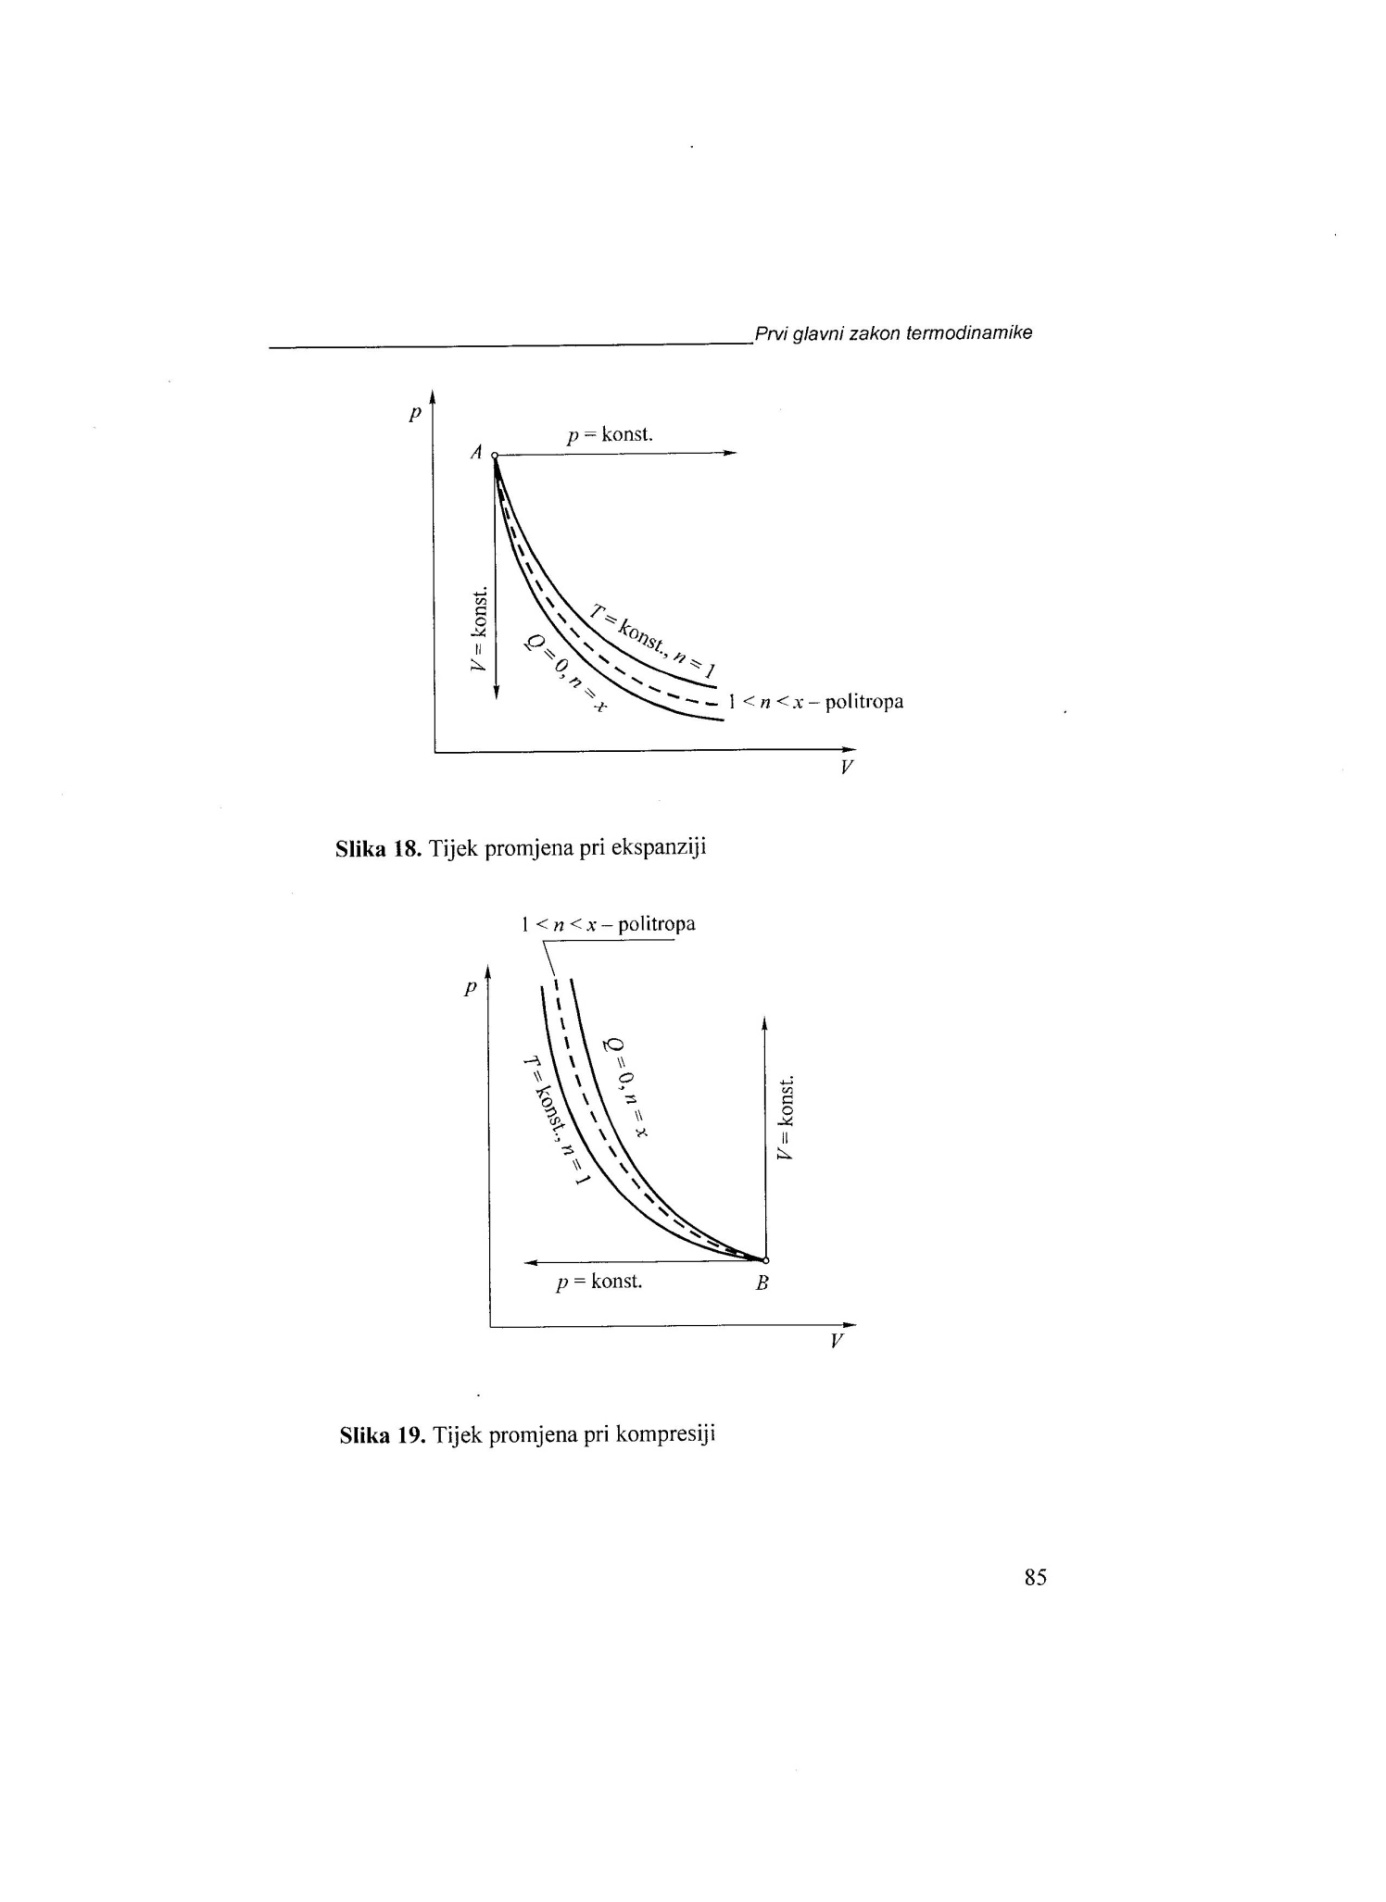 Prvi glavni zakon termodinamike
p
p = konst.
A
V = konst.
T = konst., n = 1
Q = 0, n = x
1 < n < x – politropa
V
Slika 18. Tijek promjena pri ekspanziji
1 < n < x – politropa
p
Q = 0, n = x
T = konst., n = 1
V = konst.
p = konst.
B
V
Slika 19. Tijek promjena pri kompresiji
85